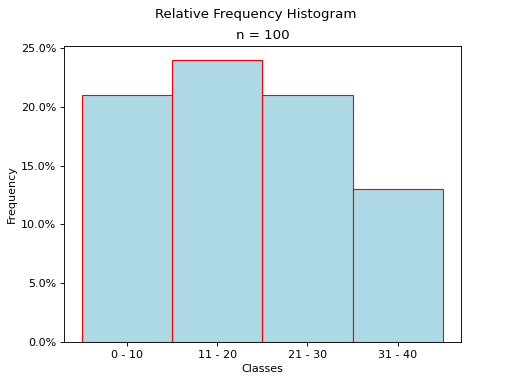 Relative Frequency Histogram
n = 100
25.0%
20.0%
15.0%
10.0%
5.0%
0.0%
Frequency
0 - 10
11 - 20
21 - 30
31 - 40
Classes